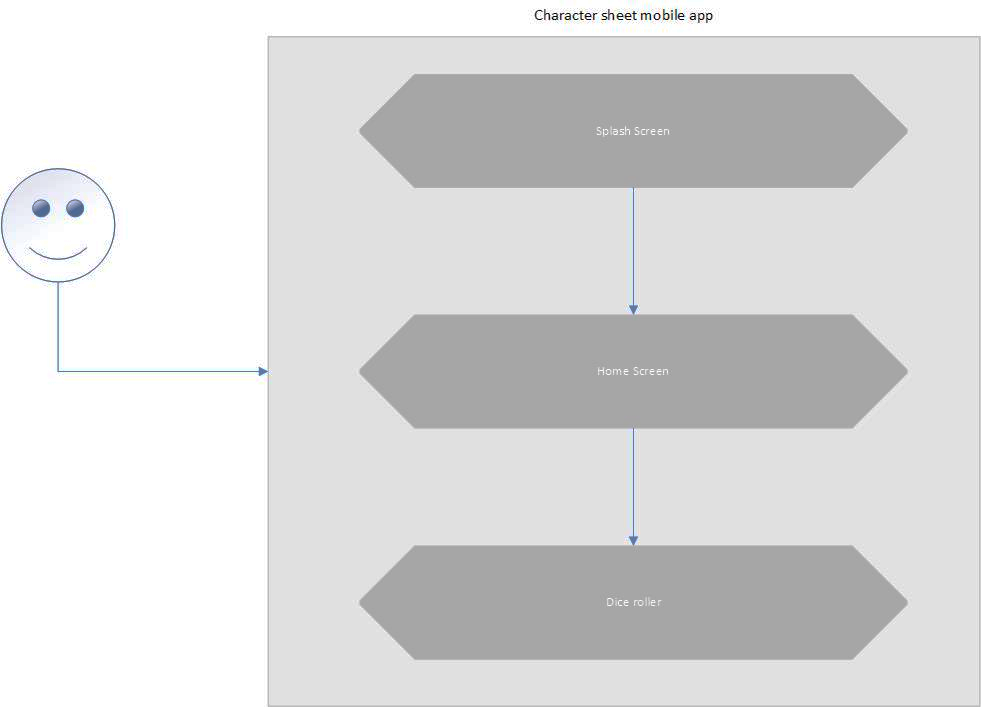 Character sheet mobile app
Splash Screen
Home Screen
Dice roller